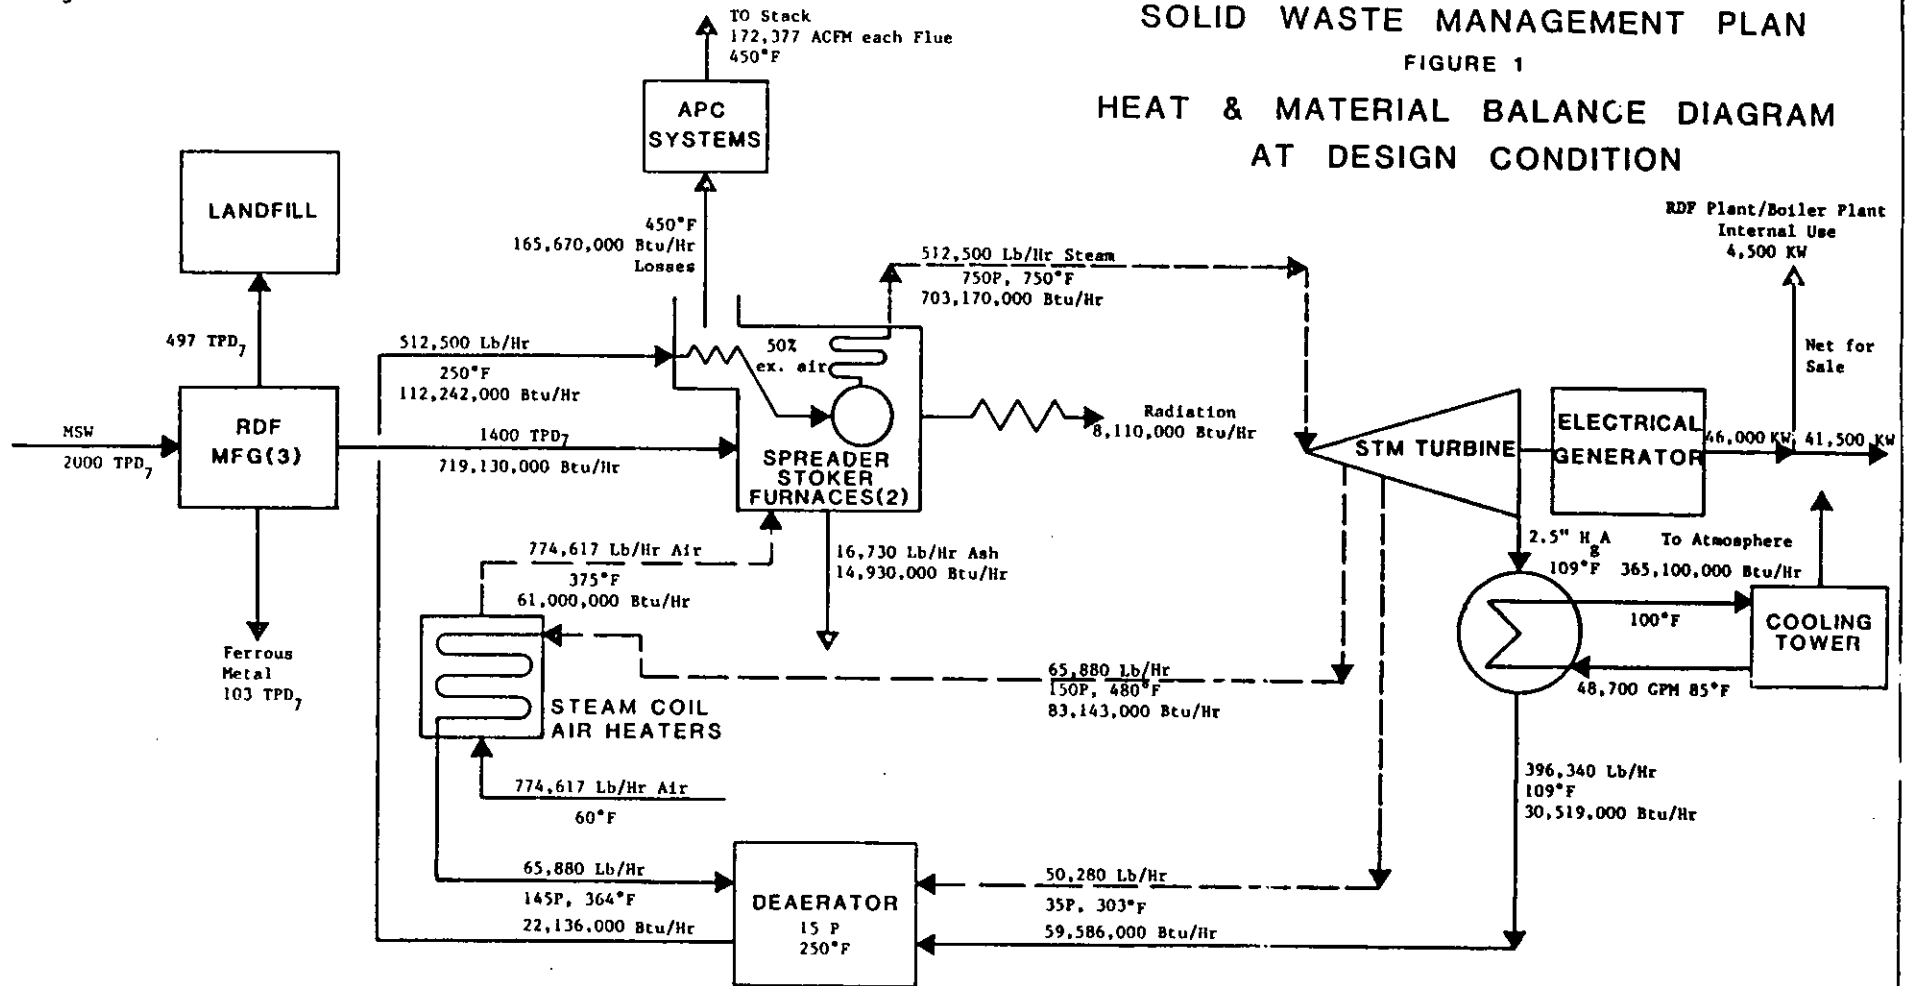 SOLID WASTE MANAGEMENT PLAN
FIGURE 1
HEAT & MATERIAL BALANCE DIAGRAM
AT DESIGN CONDITION
TO Stack
172,377 ACFM each Flue
450°F
APC
SYSTEMS
LANDFILL
450°F
165,670,000 Btu/Hr
Losses
512,500 Lb/Hr Steam
750P, 750°F
703,170,000 Btu/Hr
RDF Plant/Boiler Plant
Internal Use
4,500 KW
497 TPD7
512,500 Lb/Hr
250°F
112,242,000 Btu/Hr
50%
ex. air
Net for
Sale
MSW
2000 TPD7
RDF
MFG(3)
1400 TPD7
719,130,000 Btu/Hr
SPREADER
STOKER
FURNACES(2)
Radiation
8,110,000 Btu/Hr
STM TURBINE
ELECTRICAL
GENERATOR
46,000 KW
41,500 KW
774,617 Lb/Hr Air
375°F
61,000,000 Btu/Hr
16,730 Lb/Hr Ash
14,930,000 Btu/Hr
2.5" HgA
109°F
To Atmosphere
365,100,000 Btu/Hr
100°F
COOLING
TOWER
48,700 GPM 85°F
Ferrous
Metal
103 TPD7
STEAM COIL
AIR HEATERS
65,880 Lb/Hr
150P, 480°F
83,143,000 Btu/Hr
774,617 Lb/Hr Air
60°F
396,340 Lb/Hr
109°F
30,519,000 Btu/Hr
65,880 Lb/Hr
145P, 364°F
22,136,000 Btu/Hr
DEAERATOR
15 P
250°F
50,280 Lb/Hr
35P, 303°F
59,586,000 Btu/Hr